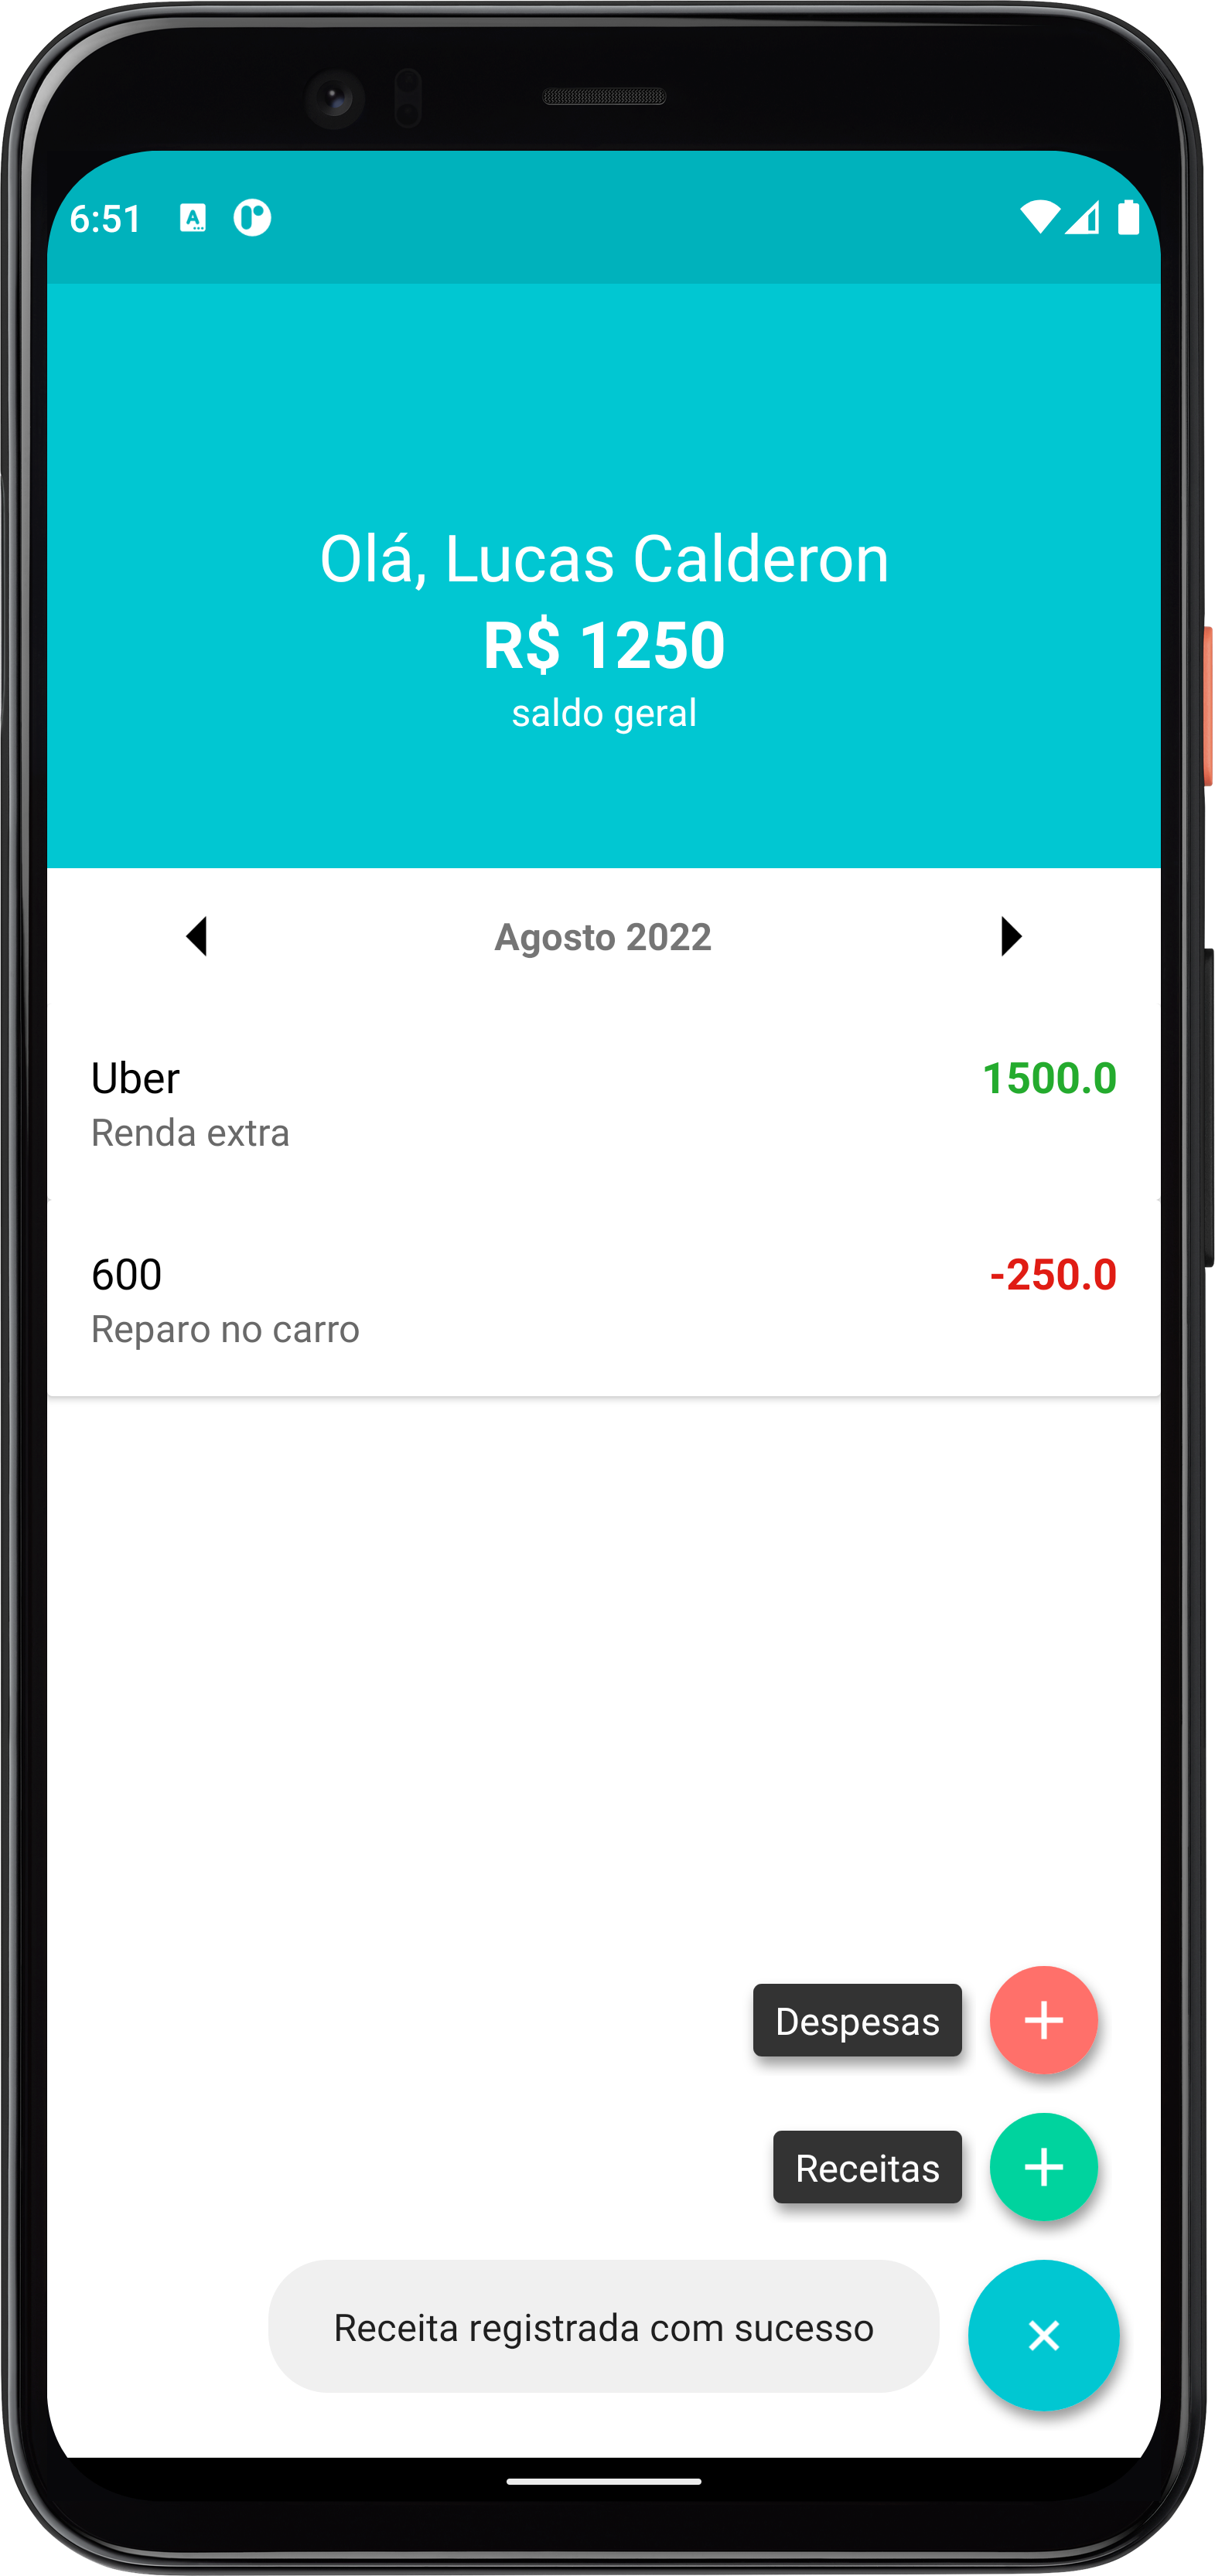 6:51
Olá, Lucas Calderon
R$ 1250
saldo geral
Agosto 2022
Uber 1500.0
Renda extra
600 -250.0
Reparo no carro
Despesas
Receitas
Receita registrada com sucesso